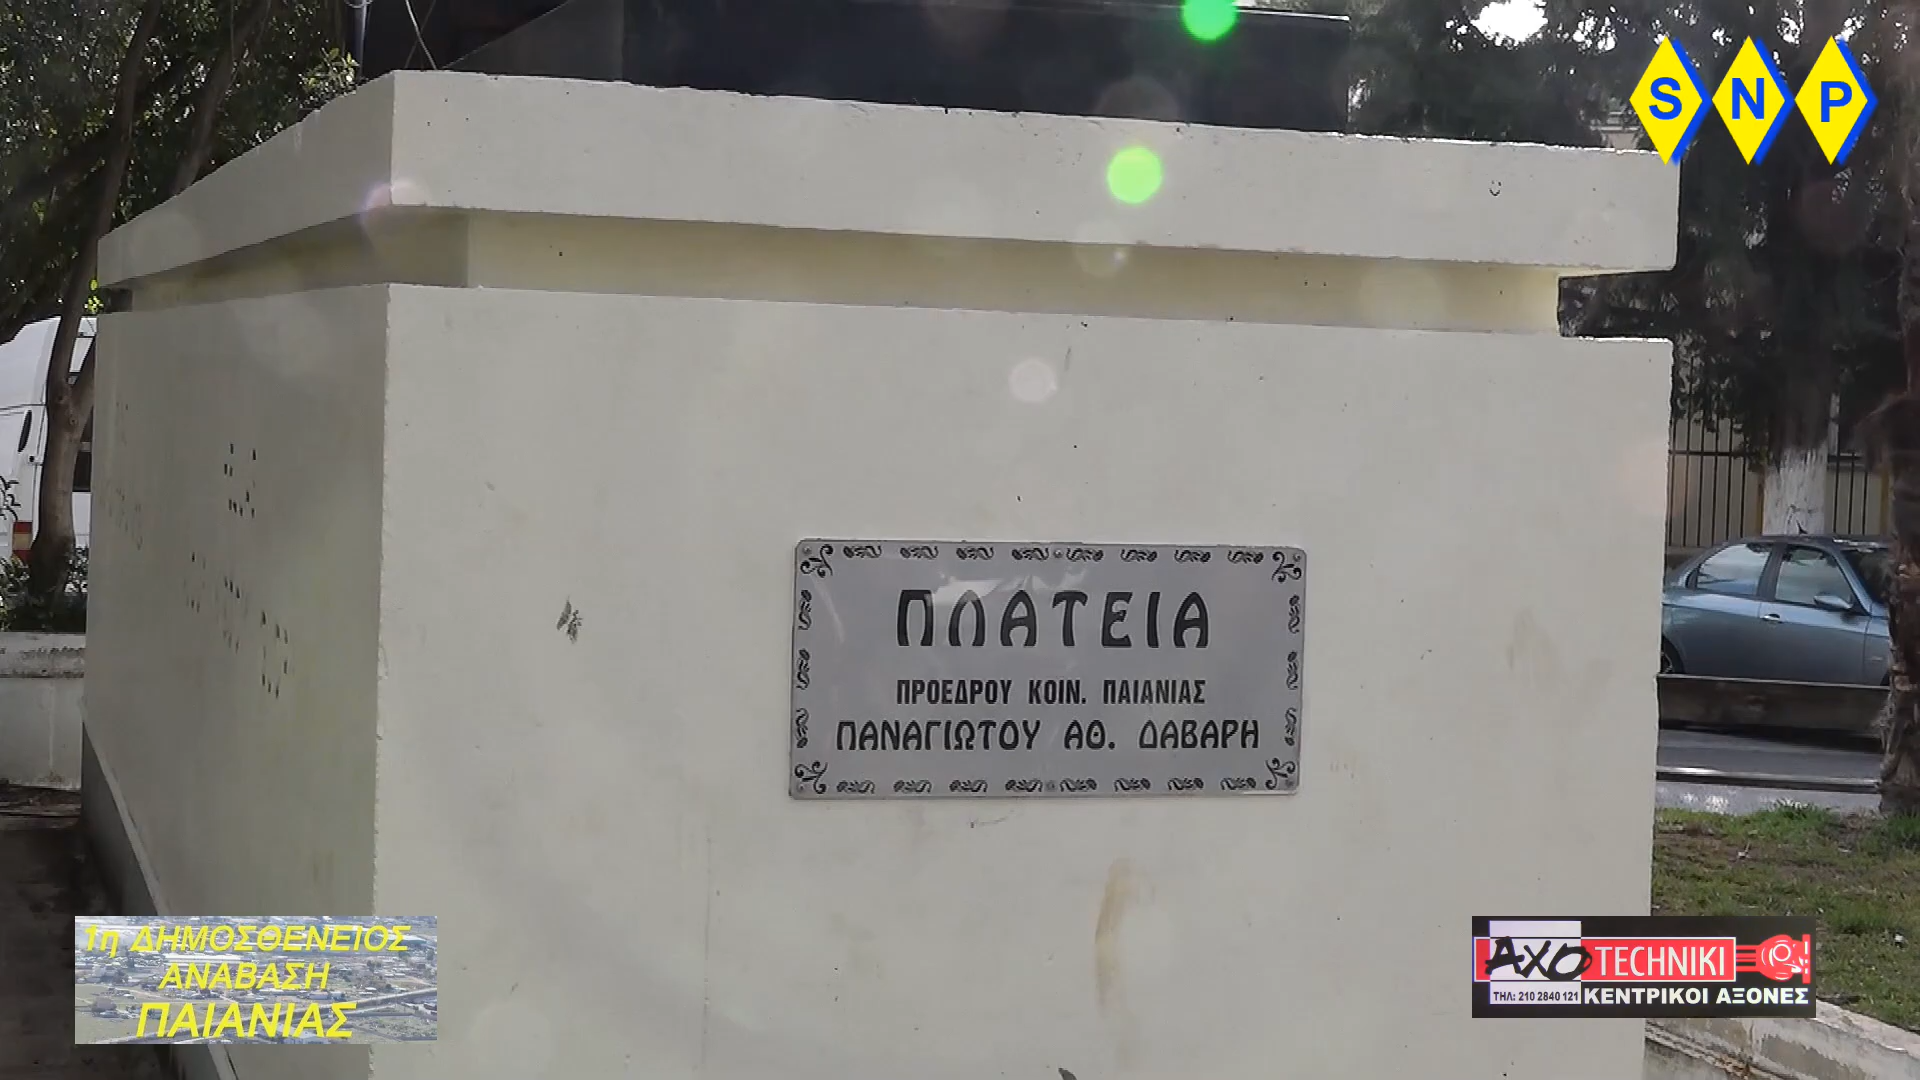 SNP
ΠΛΑΤΕΙΑ
ΠΡΟΕΔΡΟΥ ΚΟΙΝ. ΠΑΙΑΝΙΑΣ
ΠΑΝΑΓΙΩΤΟΥ ΑΘ. ΔΑΒΑΡΗ
1η ΔΗΜΟΣΘΕΝΕΙΟΣ
ΑΝΑΒΑΣΗ
ΠΑΙΑΝΙΑΣ
AXO TECHNIKI
ΤΗΛ: 210 2840 121 ΚΕΝΤΡΙΚΟΙ ΑΞΟΝΕΣ